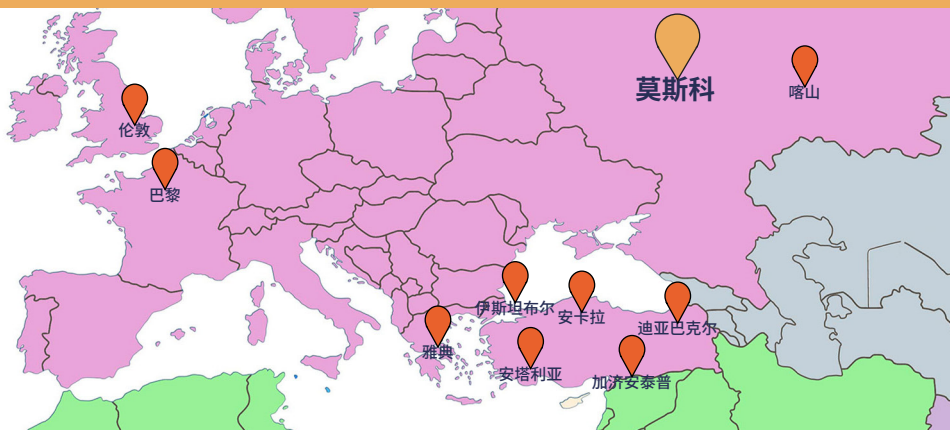 莫斯科
喀山
伦敦
巴黎
伊斯坦布尔
安卡拉
迪亚巴克尔
雅典
安塔利亚
加济安泰普